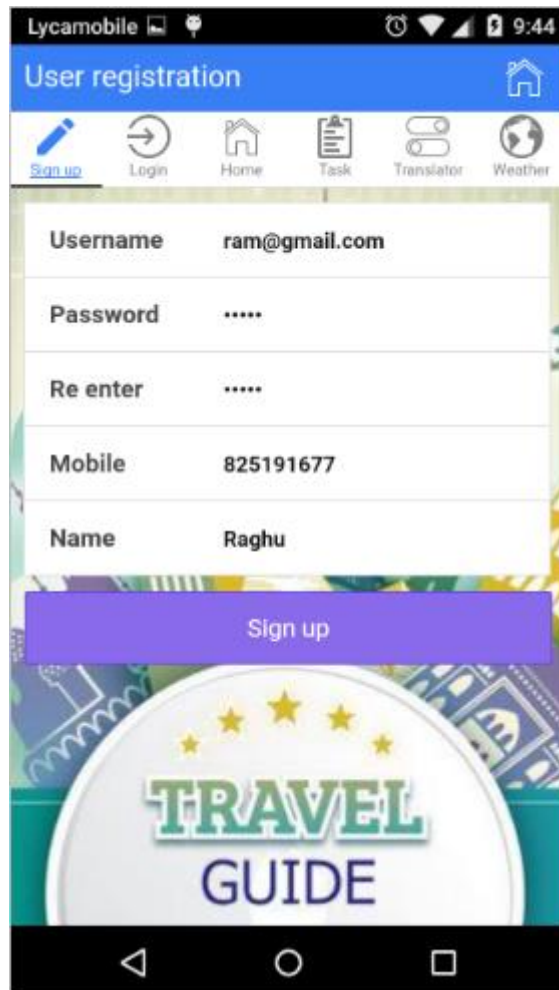 Lycamobile 9:44
User registration
Sign up Login Home Task Translator Weather
Username ram@gmail.com
Password •••••
Re enter •••••
Mobile 825191677
Name Raghu
Sign up
TRAVEL
GUIDE